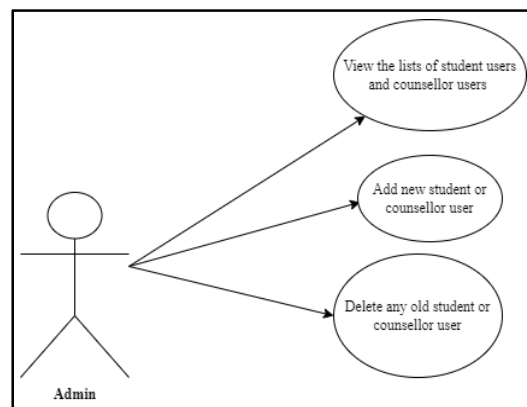 View the lists of student users
and counsellor users
Add new student or
counsellor user
Delete any old student or
counsellor user
Admin